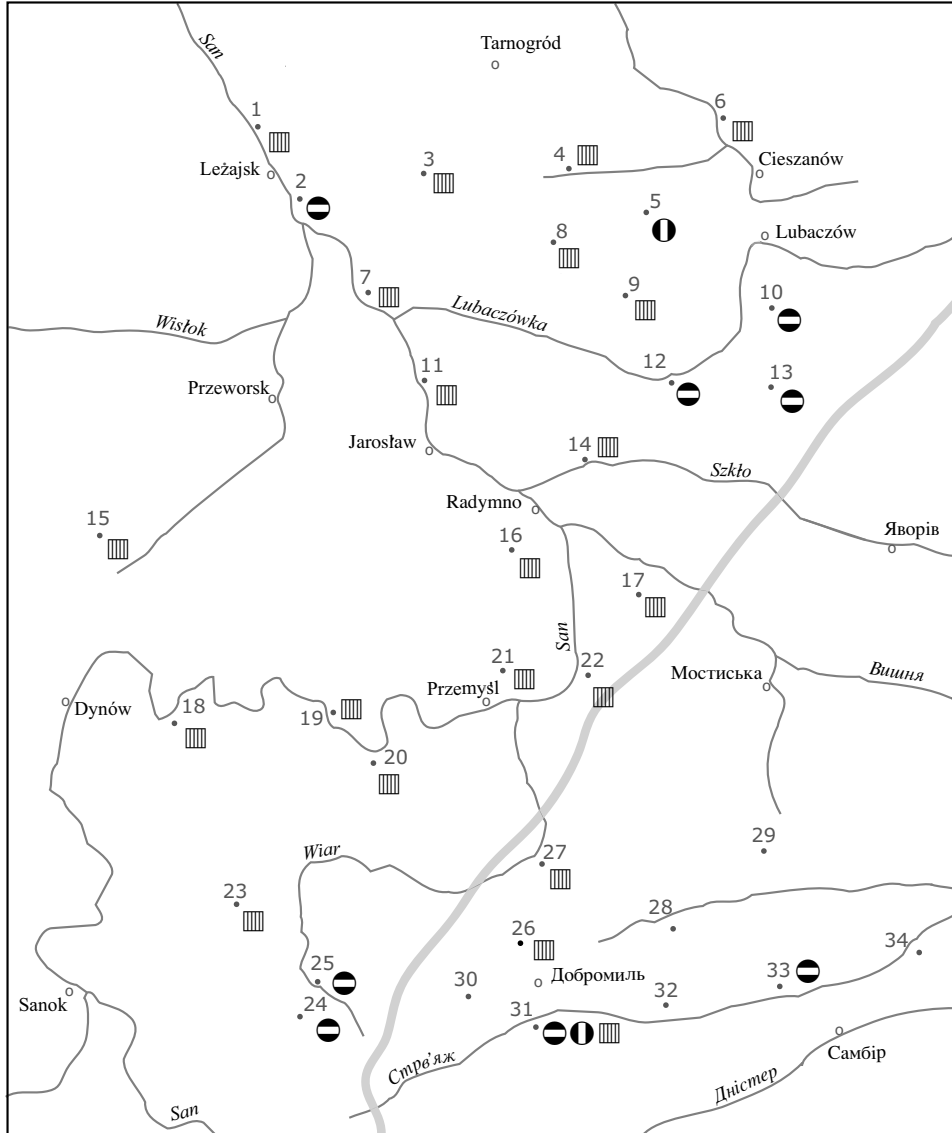 San
Tarnogród
1
6
3
4
Cieszanów
Leżajsk
2
5
Lubaczów
8
7
9
10
Lubaczówka
Wisłok
11
12
13
Przeworsk
Jarosław
14
Szkło
Radymno
15
Яворів
16
17
San
21
22
Przemyśl
Мостиська
Вишня
Dynów
18
19
20
Wiar
27
29
23
28
26
34
25
Добромиль
33
Sanok
24
30
32
31
Самбір
Стрв’яж
Дністер
San